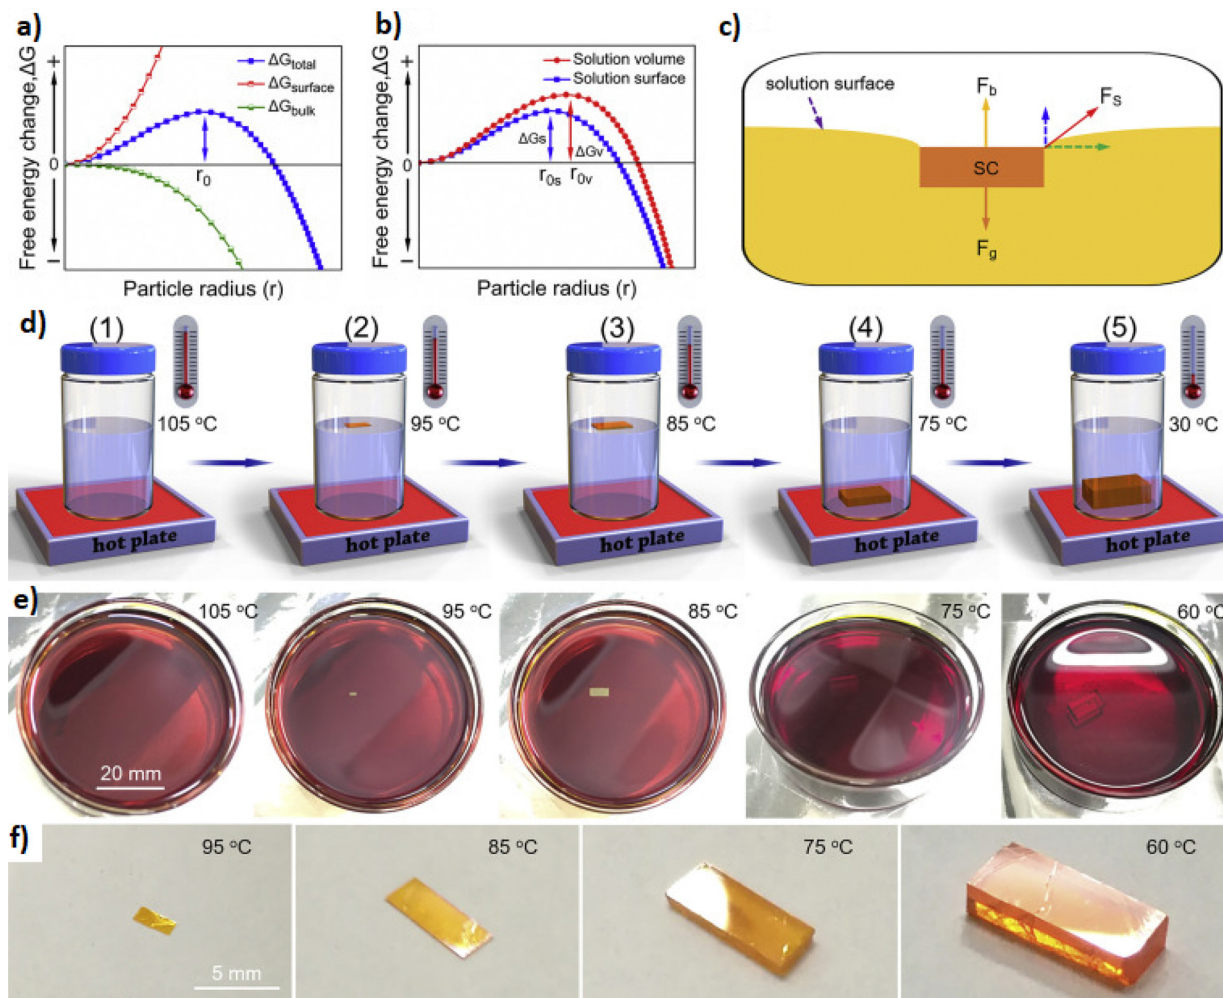 a)
Free energy change,ΔG
+
0
−
ΔGtotal
ΔGsurface
ΔGbulk
r0
Particle radius (r)
b)
Free energy change,ΔG
+
0
−
Solution volume
Solution surface
ΔGs
ΔGv
r0s
r0v
Particle radius (r)
c)
solution surface
Fb
Fs
SC
Fg
d)
(1)
(2)
(3)
(4)
(5)
105 °C
95 °C
85 °C
75 °C
30 °C
hot plate
hot plate
hot plate
hot plate
hot plate
e)
105 °C
95 °C
85 °C
75 °C
60 °C
20 mm
f)
95 °C
85 °C
75 °C
60 °C
5 mm